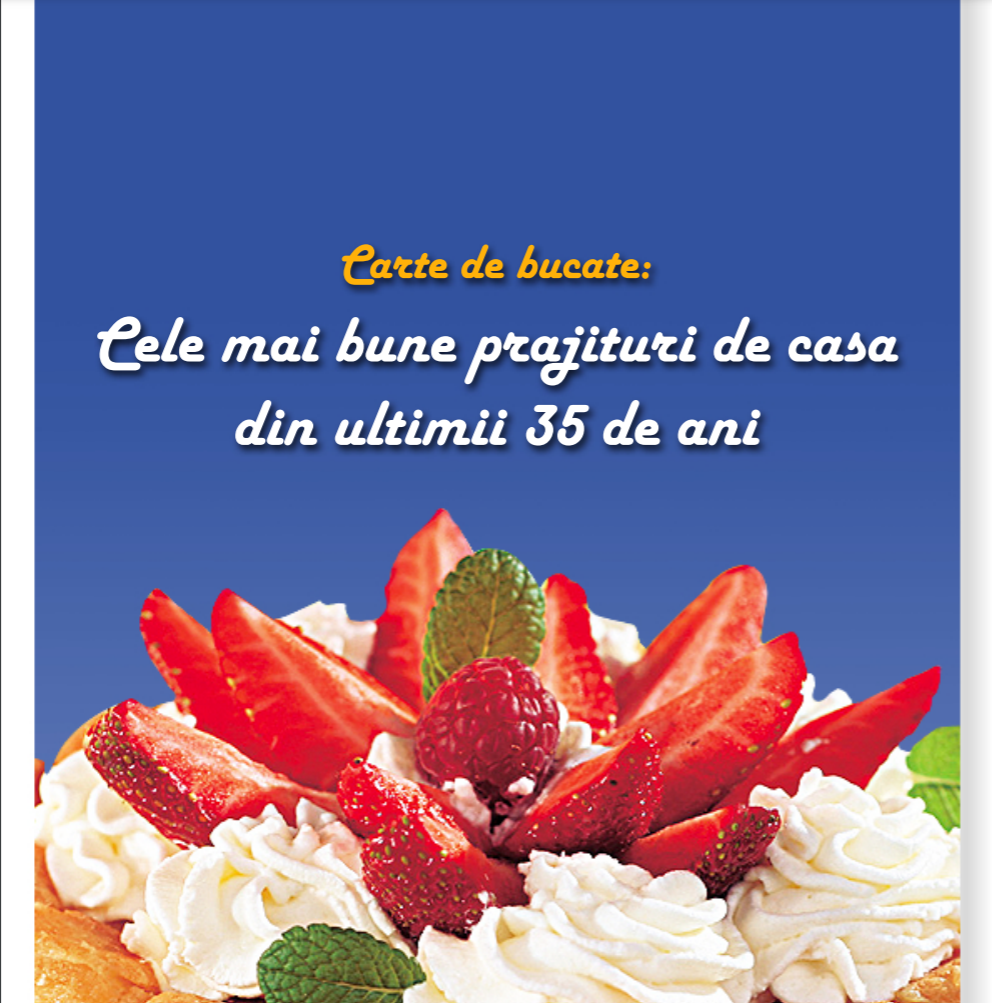 Carte de bucate:
Cele mai bune prajituri de casa
din ultimii 35 de ani